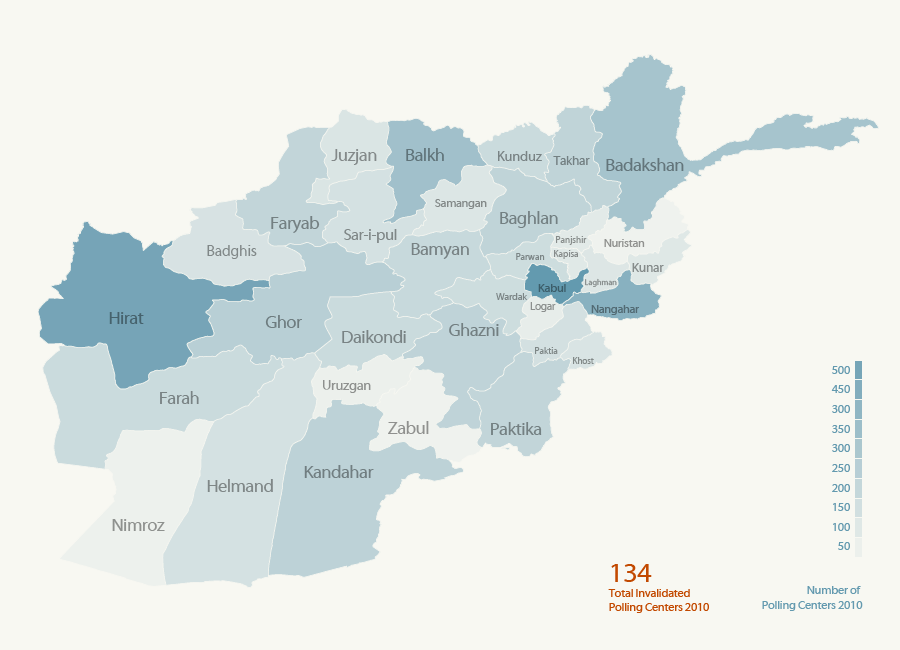 Juzjan
Balkh
Kunduz
Takhar
Badakshan
Samangan
Baghlan
Faryab
Sar-i-pul
Badghis
Bamyan
Panjshir
Nuristan
Parwan
Kapisa
Kunar
Laghman
Kabul
Wardak
Logar
Nangahar
Hirat
Ghor
Daikondi
Ghazni
Paktia
Khost
Uruzgan
Farah
Zabul
Paktika
Kandahar
Helmand
Nimroz
500
450
300
350
300
250
200
150
100
50
134
Total Invalidated
Polling Centers 2010
Number of
Polling Centers 2010